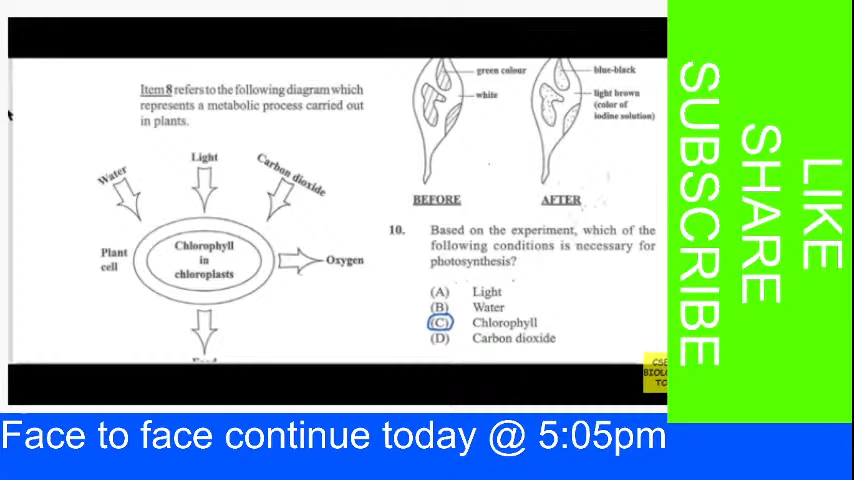 Item 8 refers to the following diagram which
represents a metabolic process carried out
in plants.
Water
Light
Carbon dioxide
Plant
cell
Chlorophyll
in
chloroplasts
Oxygen
green colour
white
blue-black
light brown
(color of
iodine solution)
BEFORE
AFTER
10. Based on the experiment, which of the
following conditions is necessary for
photosynthesis?
(A) Light
(B) Water
(C) Chlorophyll
(D) Carbon dioxide
LIKE
SHARE
SUBSCRIBE
Face to face continue today @ 5:05pm